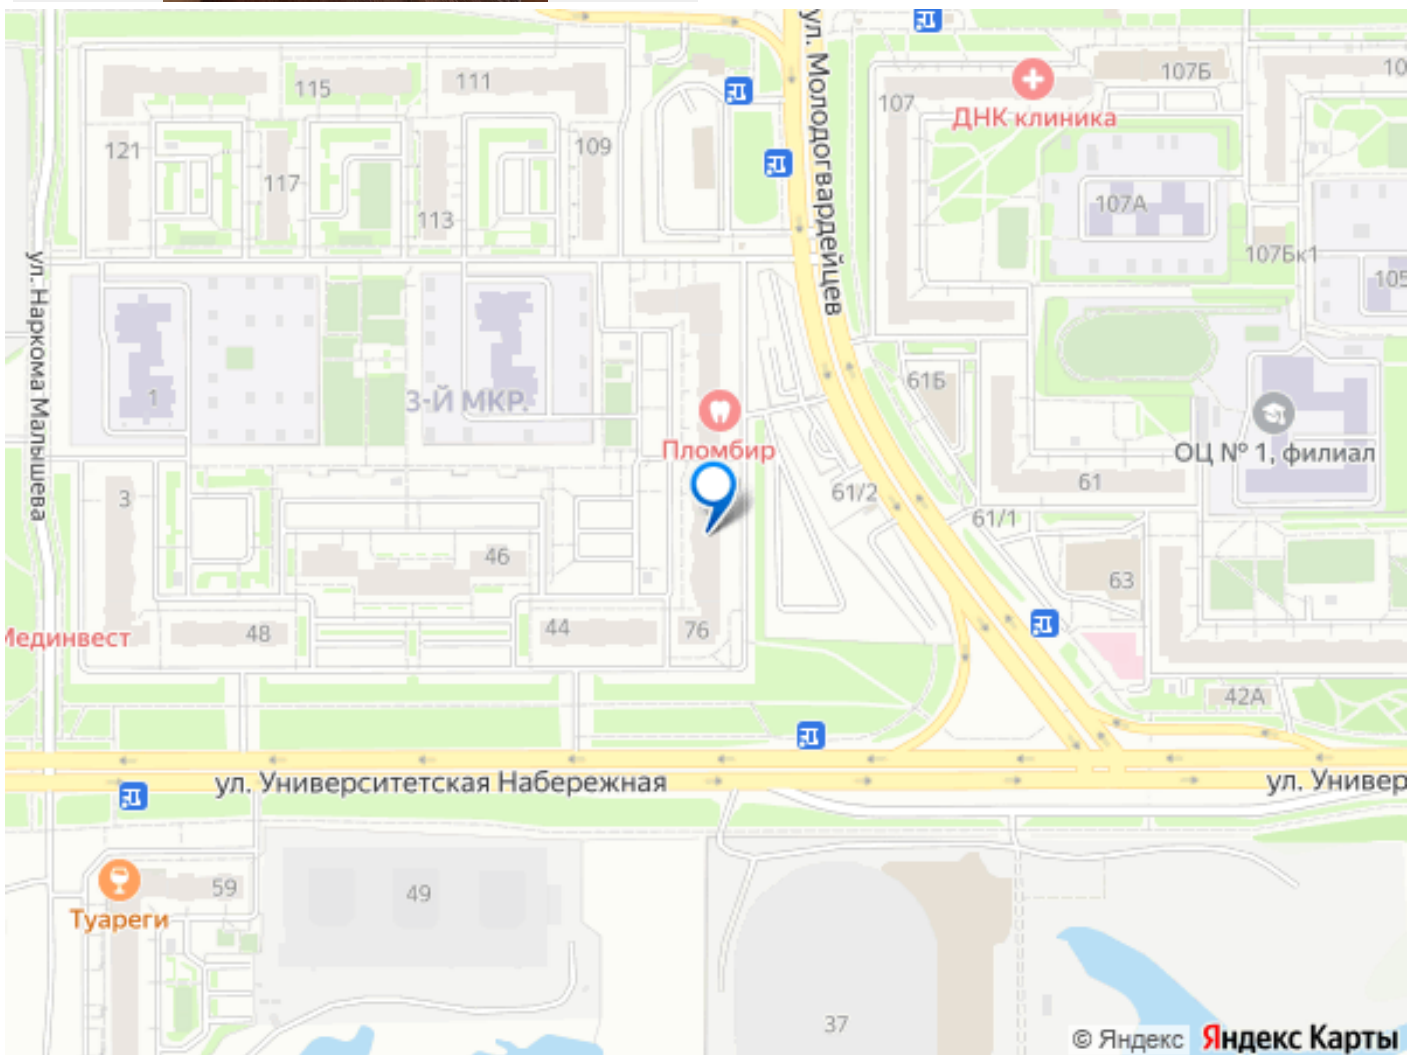 ул. Молодогвардейцев
111
115
107Б
10
107
ДНК клиника
121
109
117
107А
113
107Бк1
105
ул. Наркома Малышева
61Б
1
3-Й МКР.
Пломбир
ОЦ № 1, филиал
61
61/2
3
61/1
46
63
44
76
48
Мединвест
42А
ул. Университетская Набережная
ул. Универ
59
49
Туареги
37
© Яндекс Яндекс Карты